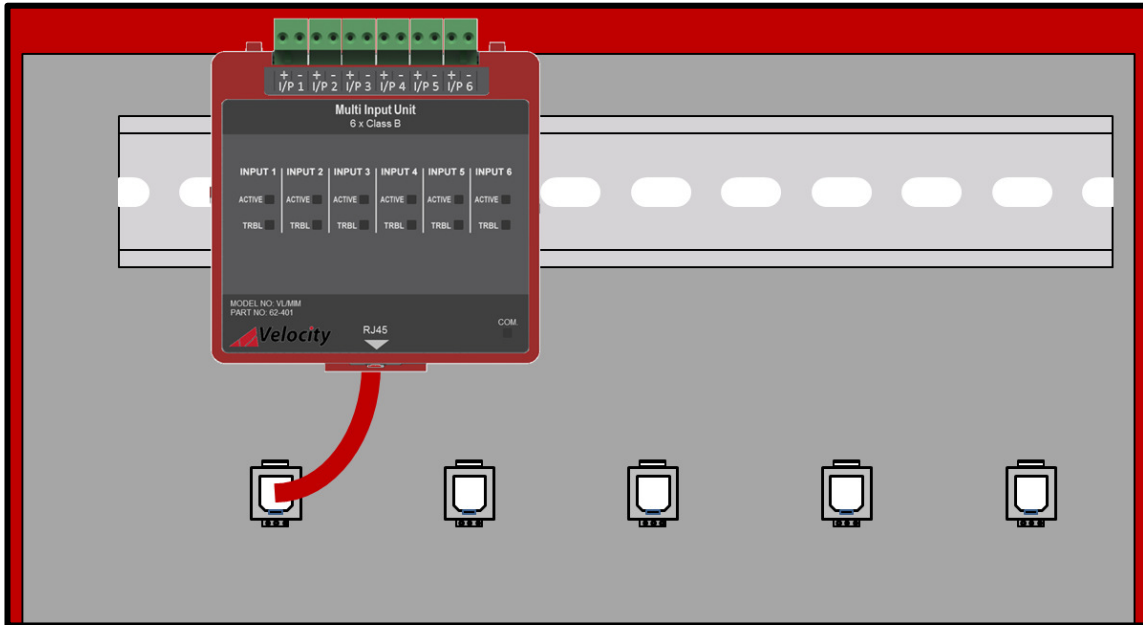 + - + - + - + - + - + -
I/P 1 I/P 2 I/P 3 I/P 4 I/P 5 I/P 6
Multi Input Unit
6 x Class B
INPUT 1 INPUT 2 INPUT 3 INPUT 4 INPUT 5 INPUT 6
ACTIVE ACTIVE ACTIVE ACTIVE ACTIVE ACTIVE
TRBL TRBL TRBL TRBL TRBL TRBL
MODEL NO: VL/MIM
PART NO: 62-401
COM.
Velocity
RJ45